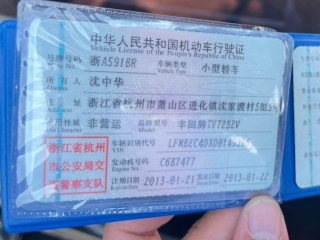 中华人民共和国机动车行驶证
Vehicle License of the People's Republic of China
号牌号码 浙A591BR 车辆类型 小型轿车
Vehicle Type
所有人 沈中华
Owner
住址 浙江省杭州市萧山区进化镇沈家渡村5组5号
Address
使用性质 非营运 品牌型号 丰田牌TV7252V
Use Character
浙江省杭州
市公安局交
通警察支队
车辆识别代号
VIN
发动机号码 C687477
Engine No.
注册日期 2013-01-21 发证日期 2013-01-22
Register Date Issue Date